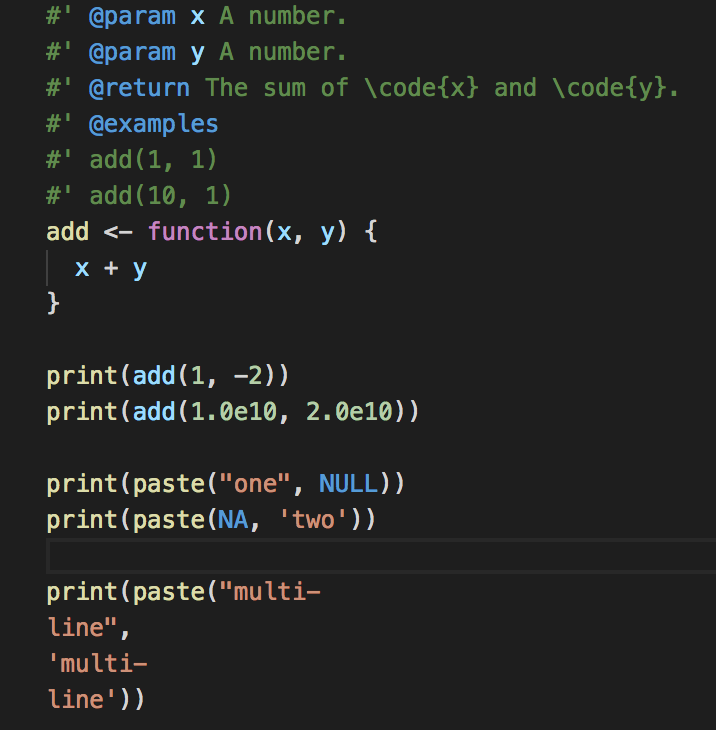 #' @param x A number.
#' @param y A number.
#' @return The sum of \code{x} and \code{y}.
#' @examples
#' add(1, 1)
#' add(10, 1)
add <- function(x, y) {
  x + y
}

print(add(1, -2))
print(add(1.0e10, 2.0e10))

print(paste("one", NULL))
print(paste(NA, 'two'))

print(paste("multi-
line",
'multi-
line'))